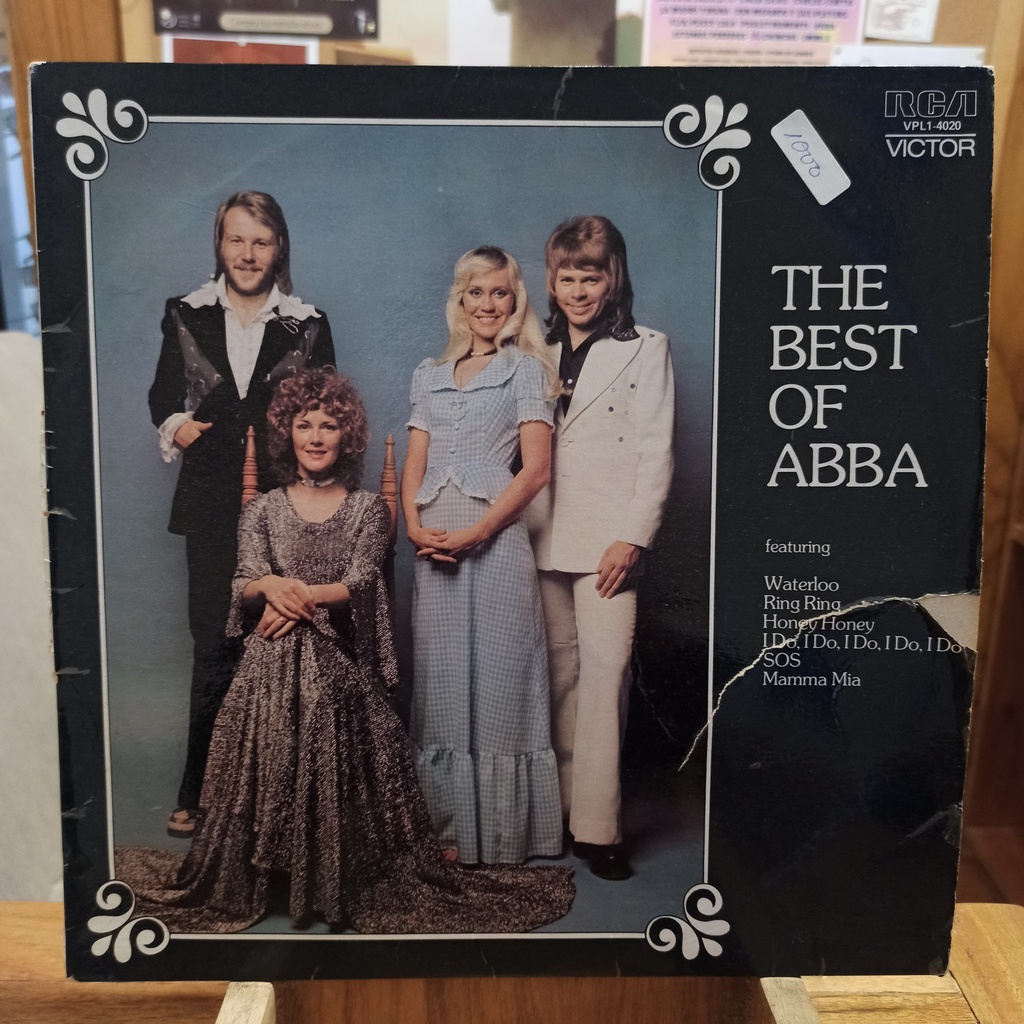 RCA
VPL1-4020
VICTOR
1000
THE
BEST
OF
ABBA
featuring
Waterloo
Ring Ring
Honey Honey
I Do, I Do, I Do, I Do, I Do
SOS
Mamma Mia